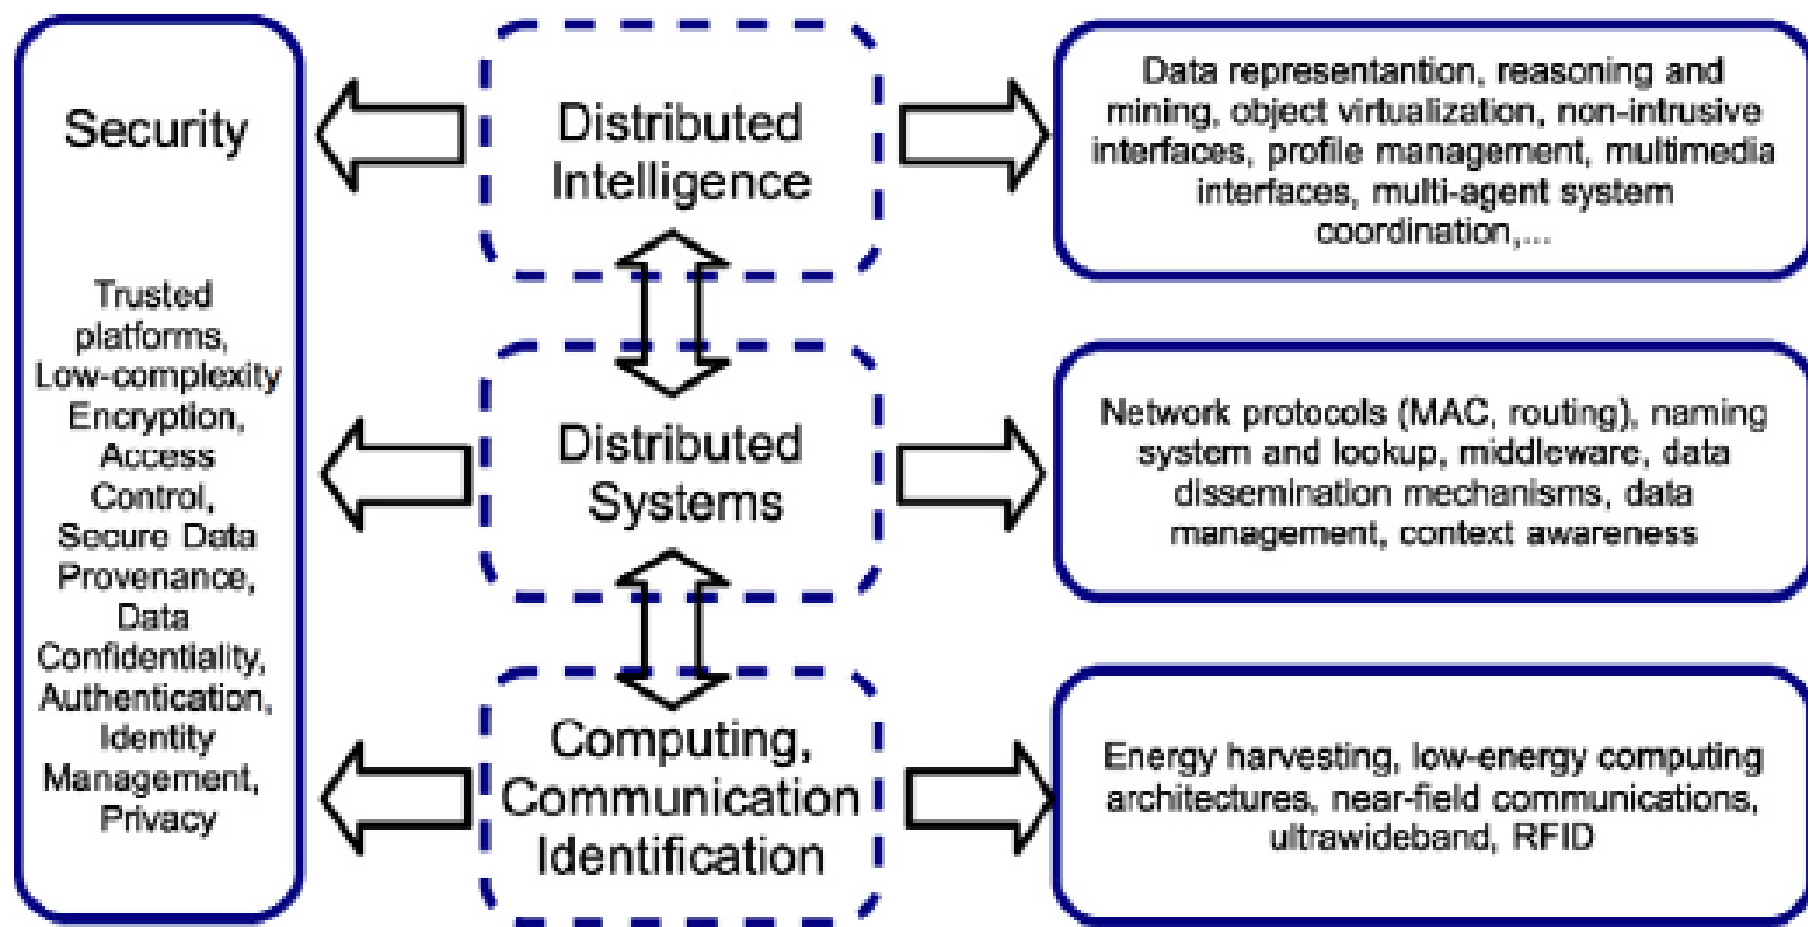 Security
Trusted
platforms,
Low-complexity
Encryption,
Access
Control,
Secure Data
Provenance,
Data
Confidentiality,
Authentication,
Identity
Management,
Privacy
Distributed
Intelligence
Distributed
Systems
Computing,
Communication
Identification
Data representantion, reasoning and
mining, object virtualization, non-intrusive
interfaces, profile management, multimedia
interfaces, multi-agent system
coordination,...
Network protocols (MAC, routing), naming
system and lookup, middleware, data
dissemination mechanisms, data
management, context awareness
Energy harvesting, low-energy computing
architectures, near-field communications,
ultrawideband, RFID